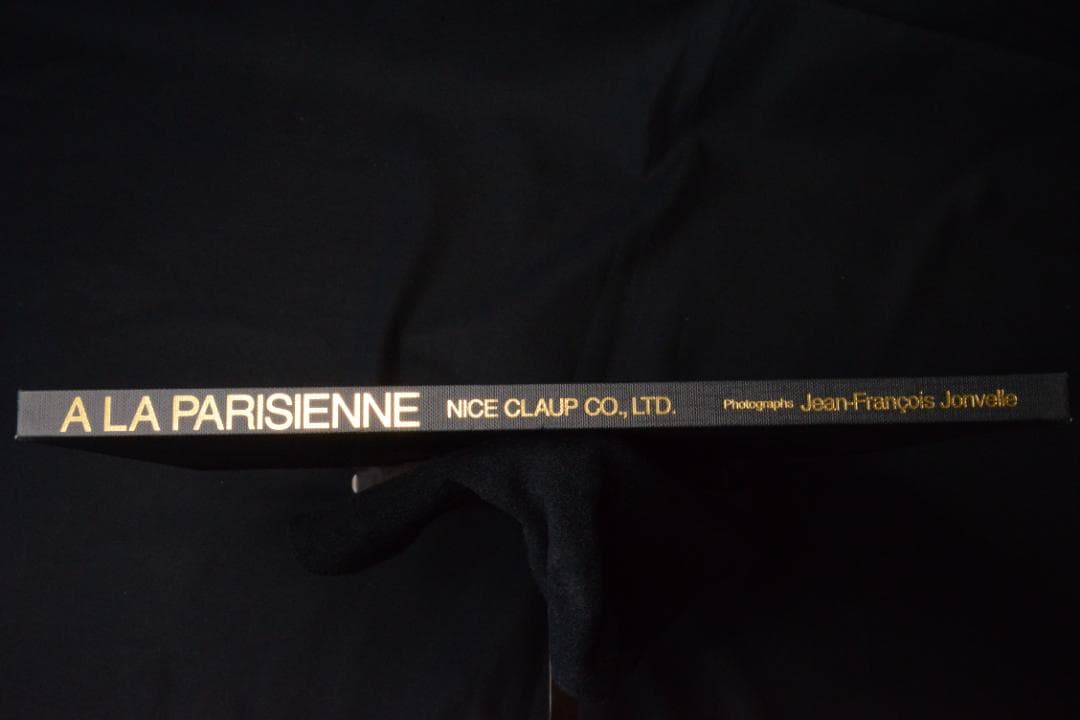 A LA PARISIENNE NICE CLAUP CO., LTD. Photographs Jean-François Jonvelle